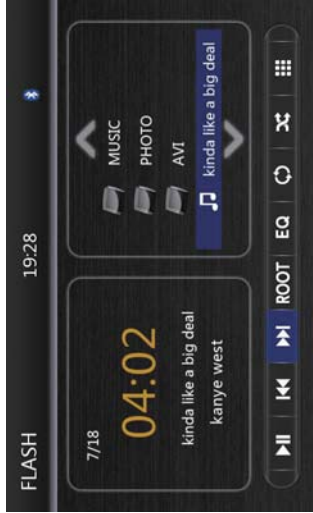 FLASH
19:28
7/18
04:02
kinda like a big deal
kanye west
MUSIC
PHOTO
AVI
kinda like a big deal
ROOT
EQ